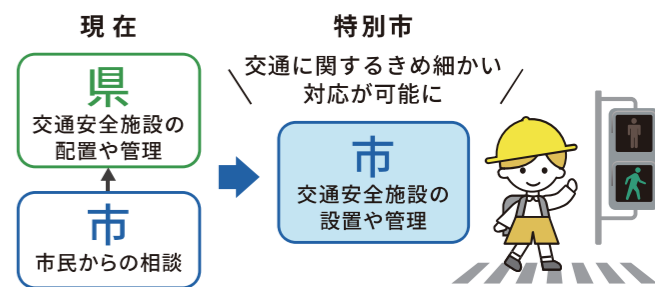 現在
県
交通安全施設の
配置や管理
市
市民からの相談
特別市
交通に関するきめ細かい
対応が可能に
市
交通安全施設の
設置や管理